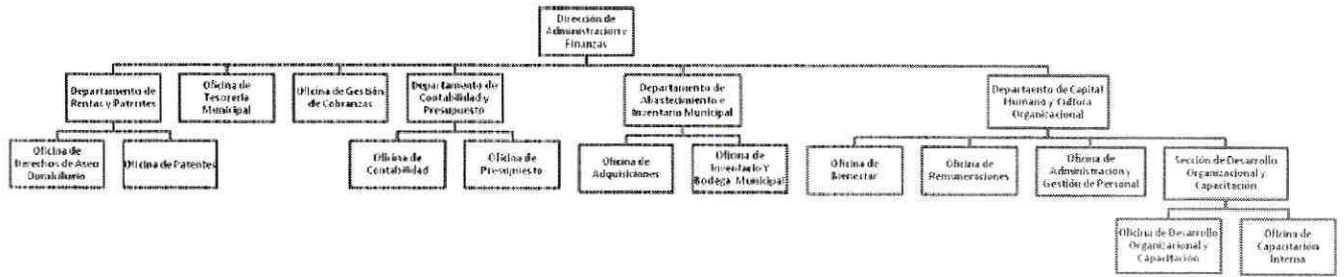 Dirección de
Administración y
Finanzas
Departamento de
Rentas y Patentes
Oficina de
Tesorería
Municipal
Oficina de Gestión
de Cobranzas
Departamento de
Contabilidad y
Presupuesto
Departamento de
Abastecimiento e
Inventario Municipal
Departaento de Capital
Humano y Cultura
Organizacional
Oficina de
Derechos de Aseo
Domiciliario
Oficina de Patentes
Oficina de
Contabilidad
Oficina de
Presupuesto
Oficina de
Adquisiciones
Oficina de
Inventario Y
Bodega Municipal
Oficina de
Bienestar
Oficina de
Remuneraciones
Oficina de
Administración y
Gestión de Personal
Sección de Desarrollo
Organizacional y
Capacitación
Oficina de Desarrollo
Organizacional y
Capacitación
Oficina de
Capacitación
Interna